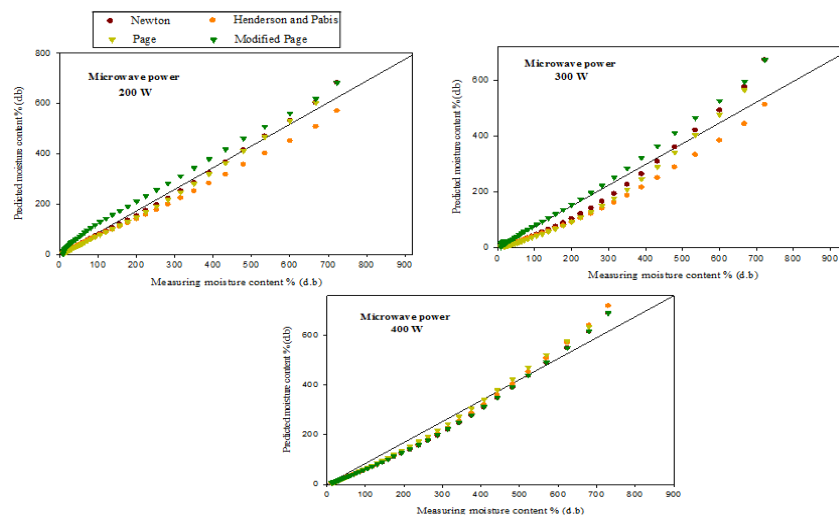 Newton
Henderson and Pabis
Page
Modified Page
800
600
400
200
0
Predicted moisture content % (d.b)
Microwave power
200 W
0 100 200 300 400 500 600 700 800 900
Measuring moisture content % (d.b)
600
400
200
0
Predicted moisture content % (d.b)
Microwave power
300 W
0 100 200 300 400 500 600 700 800 900
Measuring moisture content % (d.b)
600
400
200
0
Predicted moisture content % (d.b)
Microwave power
400 W
0 100 200 300 400 500 600 700 800 900
Measuring moisture content % (d.b)